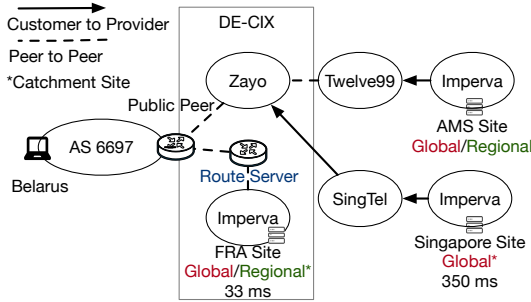 Customer to Provider
Peer to Peer
*Catchment Site
DE-CIX
Zayo
Twelve99
Imperva
AMS Site
Global/Regional
Public Peer
AS 6697
Belarus
Route Server
Imperva
FRA Site
Global/Regional*
33 ms
SingTel
Imperva
Singapore Site
Global*
350 ms